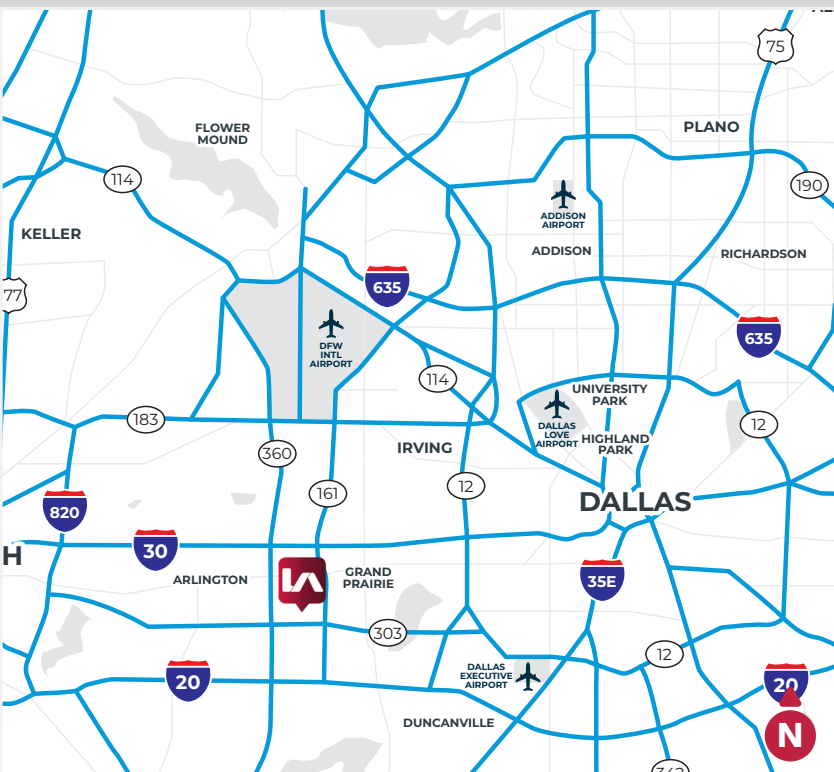 75
FLOWER
MOUND
PLANO
114
190
ADDISON
AIRPORT
KELLER
ADDISON
RICHARDSON
77
635
DFW
INTL
AIRPORT
635
114
UNIVERSITY
PARK
183
DALLAS
LOVE
AIRPORT
HIGHLAND
PARK
12
IRVING
360
161
12
DALLAS
820
30
H
ARLINGTON
GRAND
PRAIRIE
35E
303
12
20
DALLAS
EXECUTIVE
AIRPORT
20
DUNCANVILLE
N